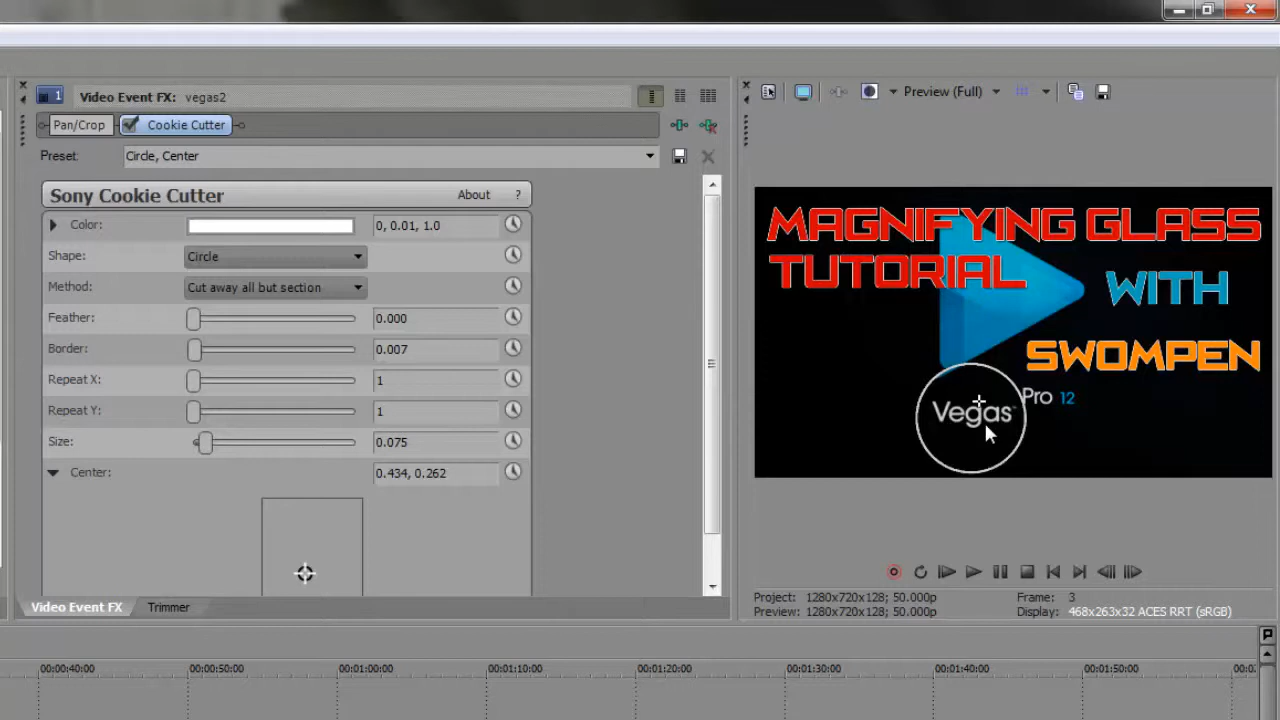 1 Video Event FX: vegas2
Pan/Crop Cookie Cutter
Preset: Circle, Center
Sony Cookie Cutter About ?
Color: 0, 0.01, 1.0
Shape: Circle
Method: Cut away all but section
Feather: 0.000
Border: 0.007
Repeat X: 1
Repeat Y: 1
Size: 0.075
Center: 0.434, 0.262
Video Event FX Trimmer
Preview (Full)
MAGNIFYING GLASS
TUTORIAL
WITH
SWOMPEN
Vegas™ Pro 12
Project: 1280x720x128; 50.000p Frame: 3
Preview: 1280x720x128; 50.000p Display: 468x263x32 ACES RRT (sRGB)
00:00:40:00 00:00:50:00 00:01:00:00 00:01:10:00 00:01:20:00 00:01:30:00 00:01:40:00 00:01:50:00